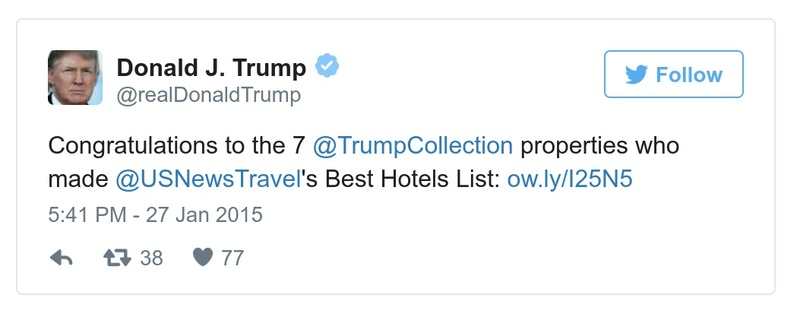 Donald J. Trump
@realDonaldTrump
Follow
Congratulations to the 7 @TrumpCollection properties who
made @USNewsTravel's Best Hotels List: ow.ly/I25N5
5:41 PM - 27 Jan 2015
38 77